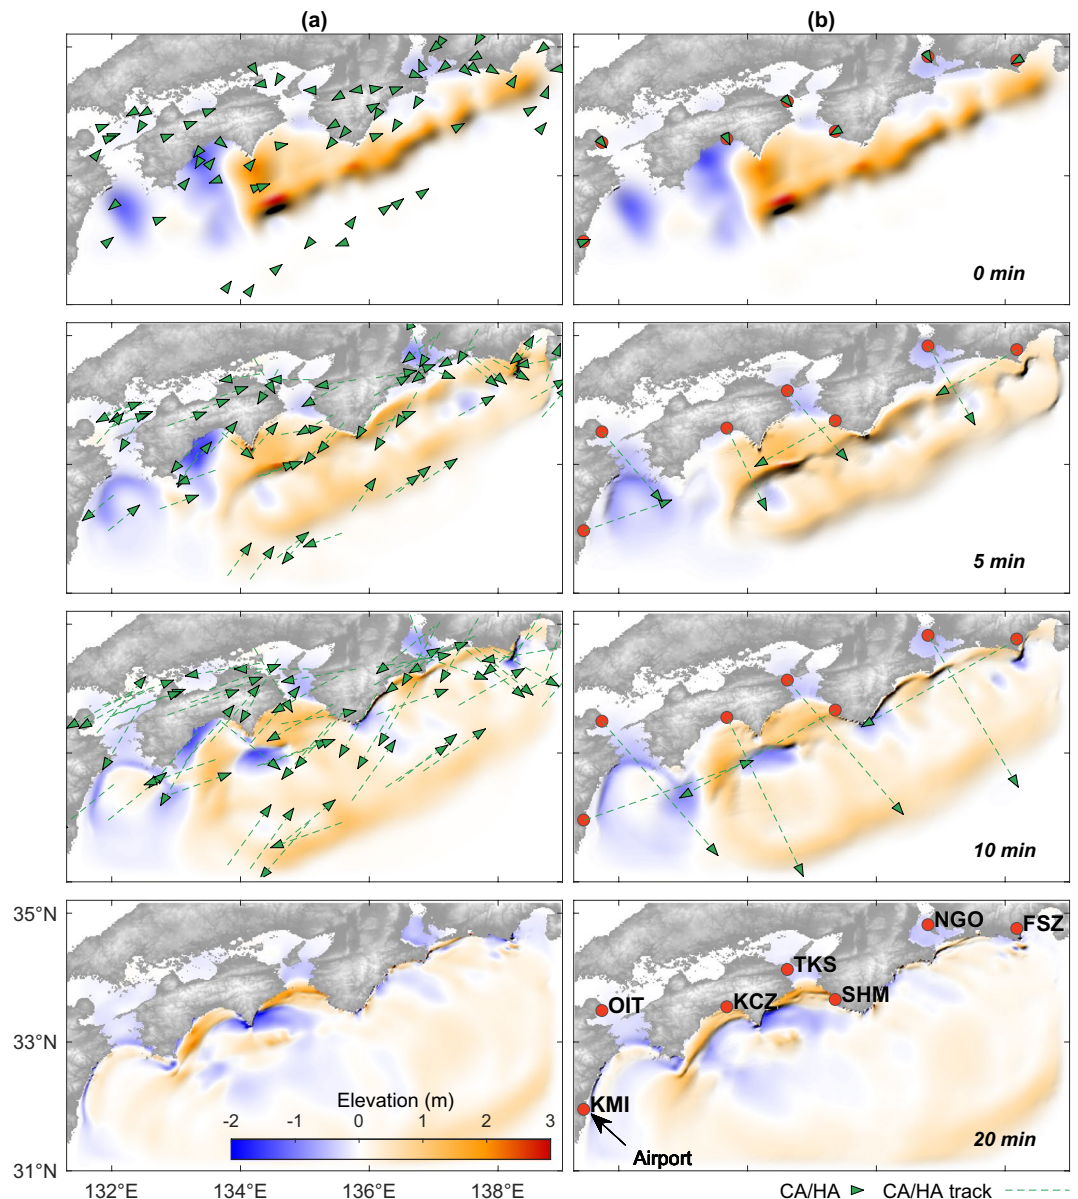 (a)
(b)
0 min
5 min
10 min
35°N
33°N
31°N
NGO
FSZ
TKS
OIT
KCZ
SHM
KMI
Airport
20 min
Elevation (m)
-2 -1 0 1 2 3
132°E 134°E 136°E 138°E
CA/HA CA/HA track